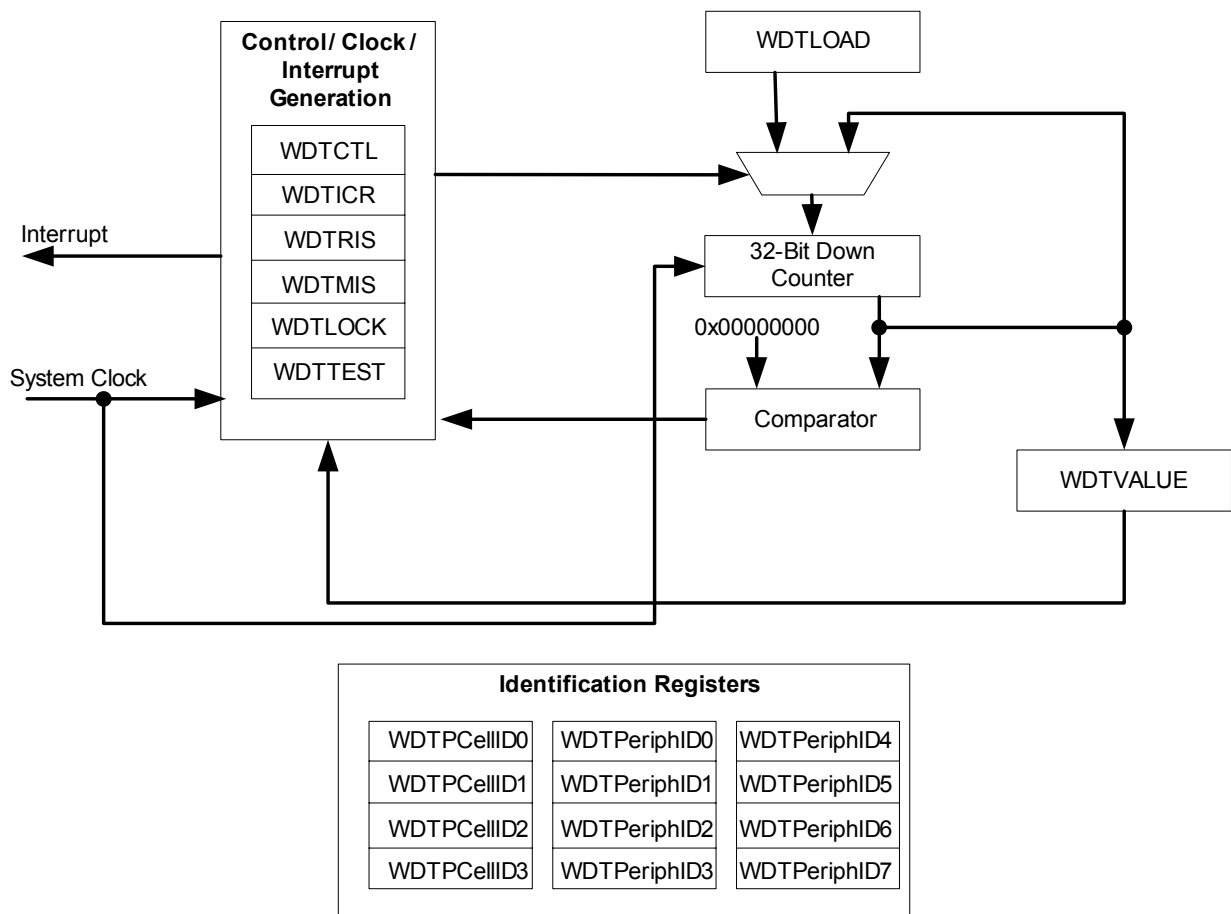 Control/ Clock /
Interrupt
Generation
WDTCTL
WDTICR
WDTRIS
WDTMIS
WDTLOCK
WDTTEST
Interrupt
System Clock
WDTLOAD
32-Bit Down
Counter
0x00000000
Comparator
WDTVALUE
Identification Registers
WDTPCellID0
WDTPeriphID0
WDTPeriphID4
WDTPCellID1
WDTPeriphID1
WDTPeriphID5
WDTPCellID2
WDTPeriphID2
WDTPeriphID6
WDTPCellID3
WDTPeriphID3
WDTPeriphID7